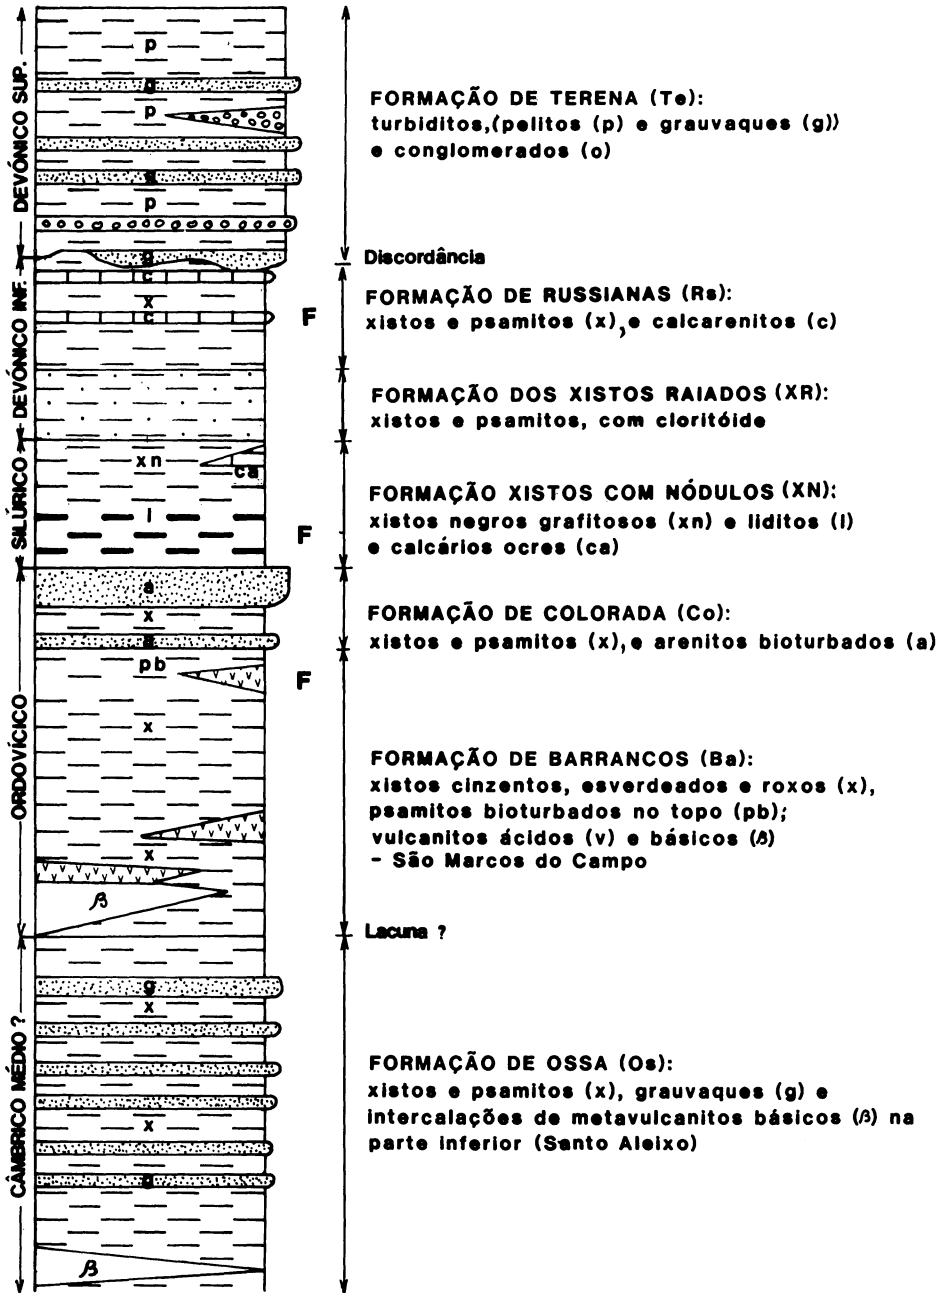 DEVÓNICO SUP.
p
g
p
g
p
g
FORMAÇÃO DE TERENA (Te):
turbiditos,(pelitos (p) e grauvaques (g))
e conglomerados (o)
Discordância
DEVÓNICO INF.
c
x
c
F
FORMAÇÃO DE RUSSIANAS (Rs):
xistos e psamitos (x), e calcarenitos (c)
FORMAÇÃO DOS XISTOS RAIADOS (XR):
xistos e psamitos, com cloritóide
SILÚRICO
xn
ca
l
F
FORMAÇÃO XISTOS COM NÓDULOS (XN):
xistos negros grafitosos (xn) e liditos (l)
e calcários ocres (ca)
ORDOVÍCICO
a
x
a
FORMAÇÃO DE COLORADA (Co):
xistos e psamitos (x), e arenitos bioturbados (a)
pb
F
x
x
β
FORMAÇÃO DE BARRANCOS (Ba):
xistos cinzentos, esverdeados e roxos (x),
psamitos bioturbados no topo (pb);
vulcanitos ácidos (v) e básicos (β)
- São Marcos do Campo
Lacuna ?
CÂMBRICO MÉDIO ?
g
x
x
g
β
FORMAÇÃO DE OSSA (Os):
xistos e psamitos (x), grauvaques (g) e
intercalações de metavulcanitos básicos (β) na
parte inferior (Santo Aleixo)